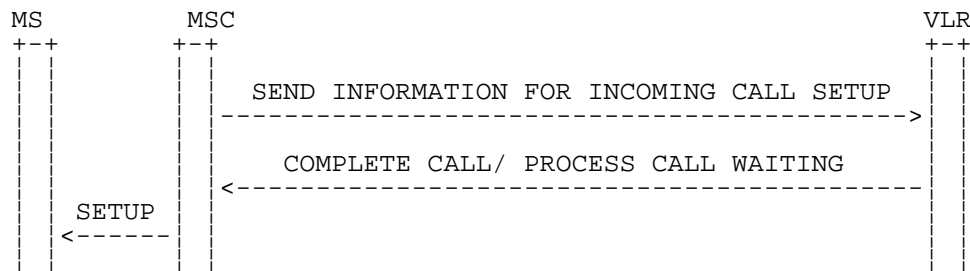 MS MSC VLR
SEND INFORMATION FOR INCOMING CALL SETUP
COMPLETE CALL/ PROCESS CALL WAITING
SETUP